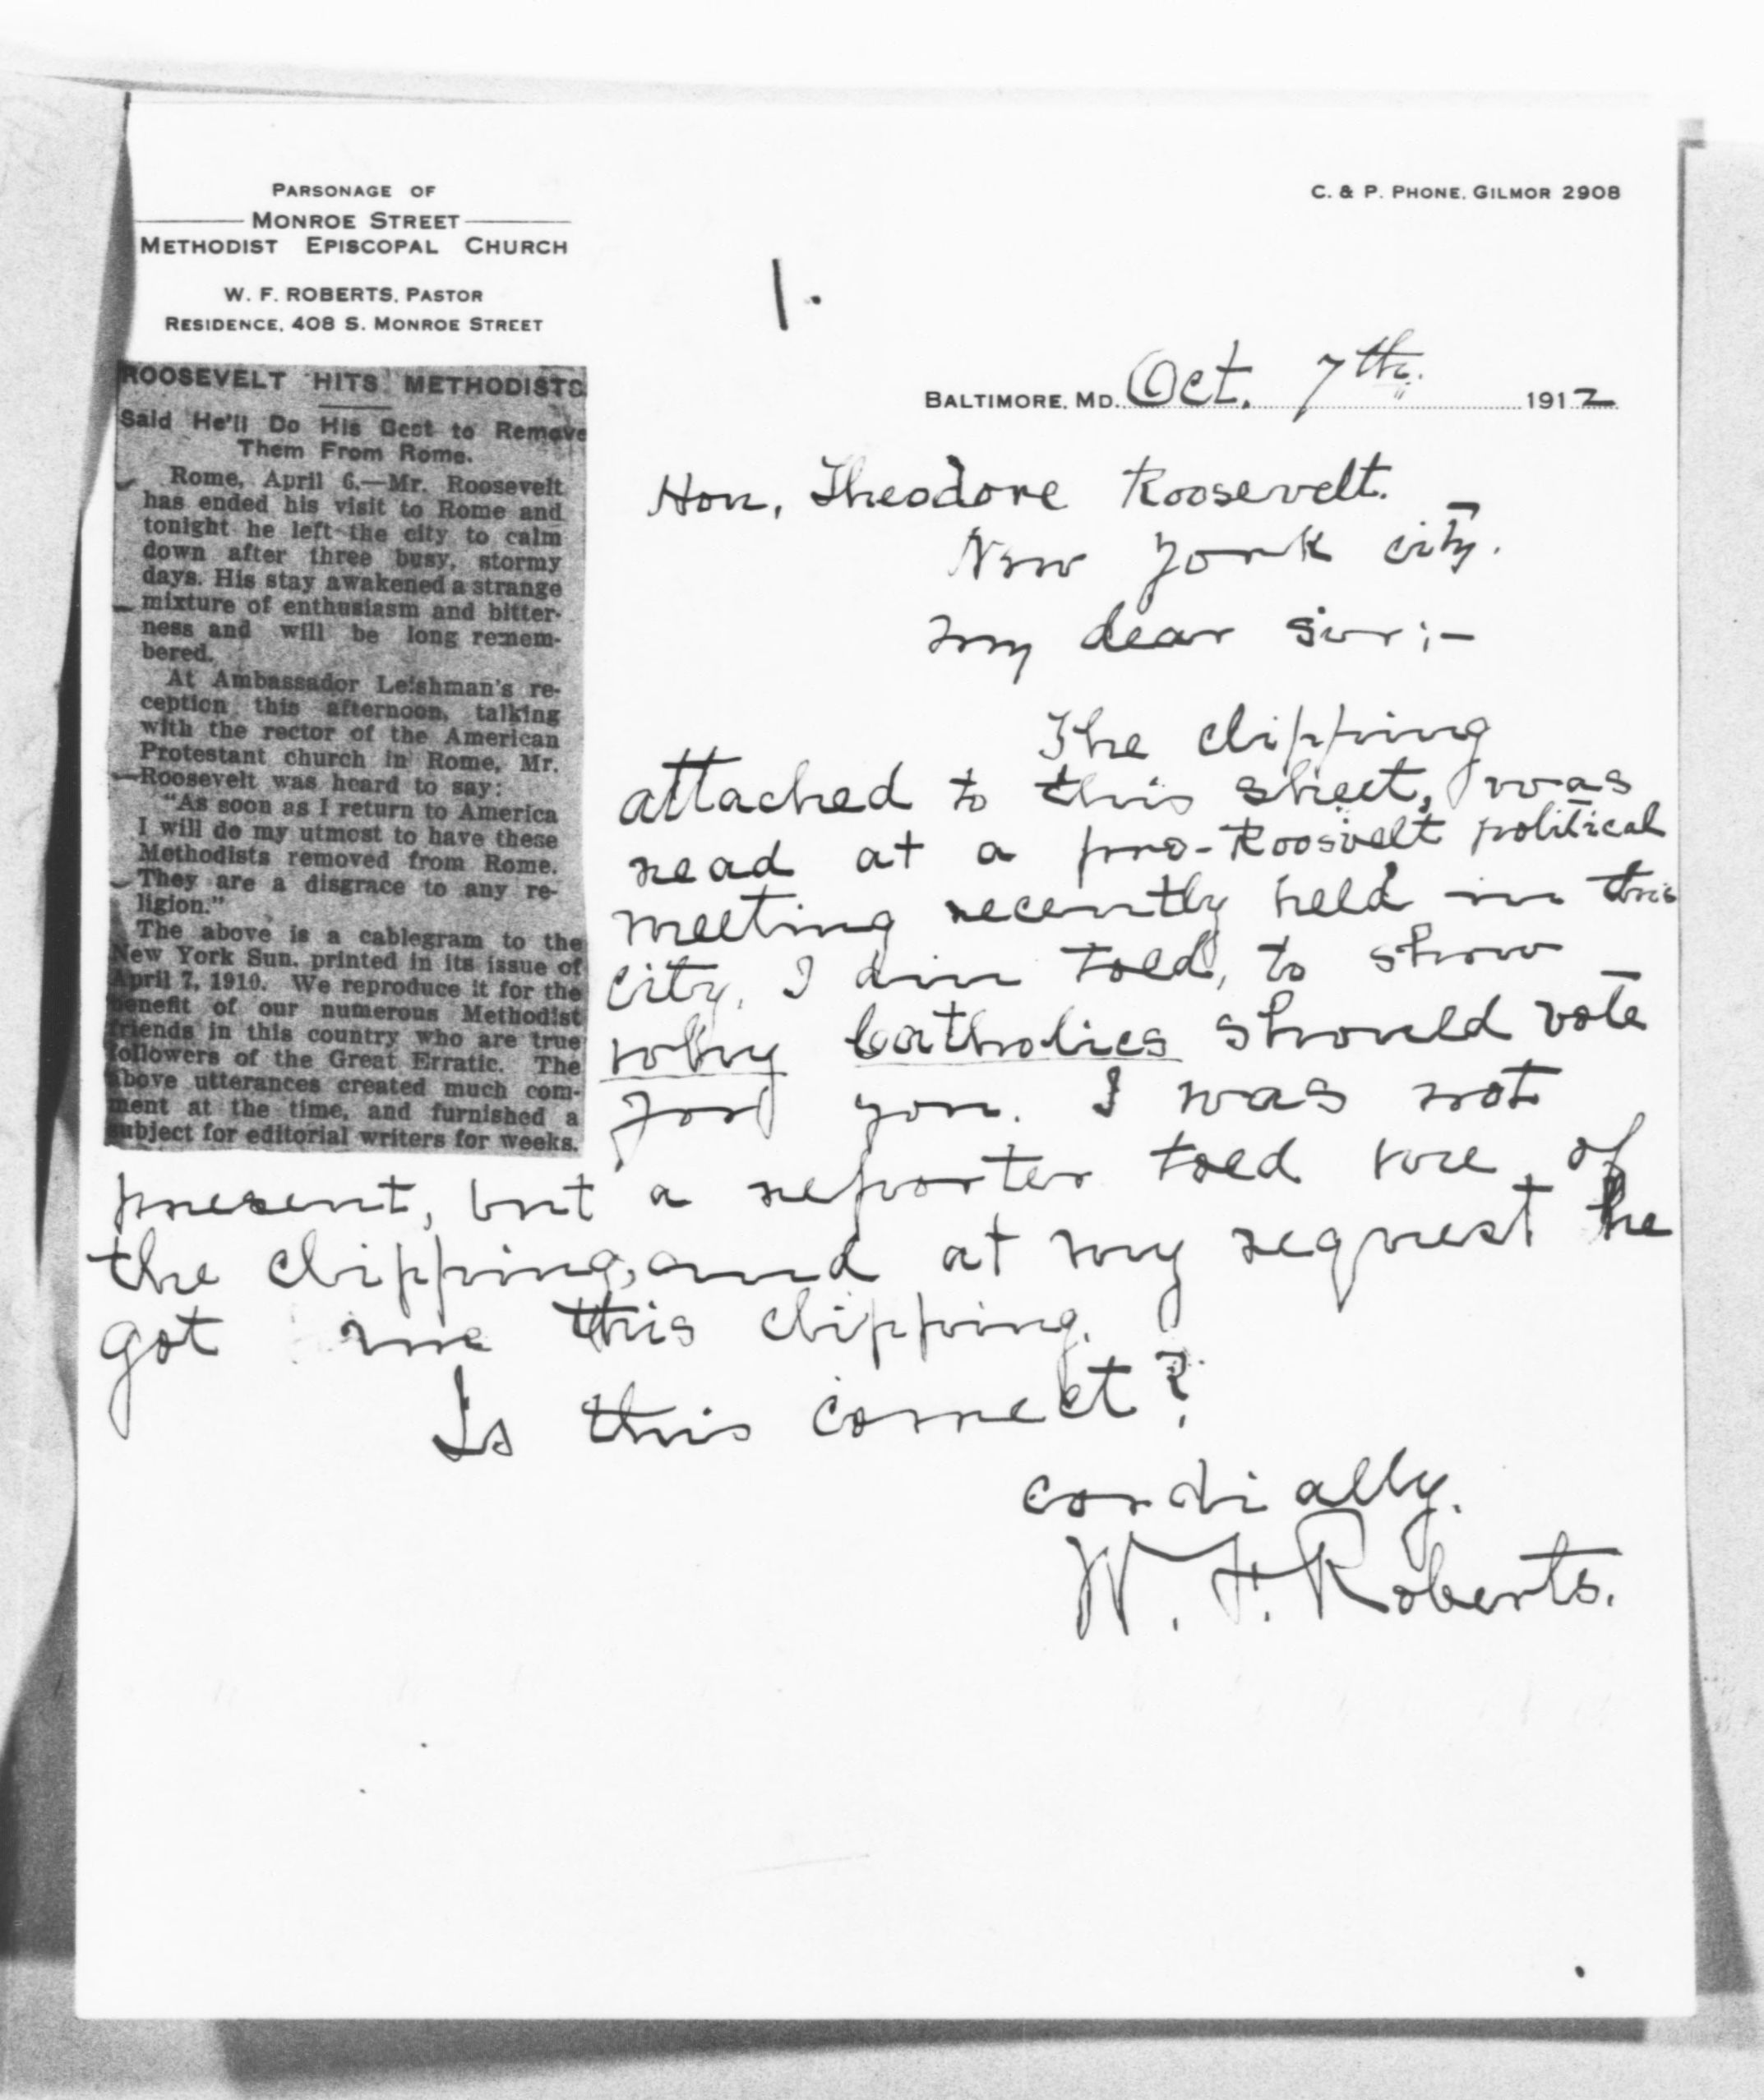 PARSONAGE OF
MONROE STREET
METHODIST EPISCOPAL CHURCH
W. F. ROBERTS, PASTOR
RESIDENCE, 408 S. MONROE STREET
C. & P. PHONE, GILMOR 2908
1.
BALTIMORE, MD. Oct. 7th. 1912
ROOSEVELT HITS METHODISTS
Said He'll Do His Best to Remove
Them From Rome.
Rome, April 6.—Mr. Roosevelt
has ended his visit to Rome and
tonight he left the city to calm
down after three busy, stormy
days. His stay awakened a strange
mixture of enthusiasm and bitter-
ness and will be long remem-
bered.
At Ambassador Leishman's re-
ception this afternoon, talking
with the rector of the American
Protestant church in Rome, Mr.
Roosevelt was heard to say:
"As soon as I return to America
I will do my utmost to have these
Methodists removed from Rome.
They are a disgrace to any re-
ligion."
The above is a cablegram to the
New York Sun, printed in its issue of
April 7, 1910. We reproduce it for the
benefit of our numerous Methodist
friends in this country who are true
followers of the Great Erratic. The
above utterances created much com-
ment at the time, and furnished a
subject for editorial writers for weeks.
Hon. Theodore Roosevelt.
New York city.
My dear sir:—
The clipping
attached to this sheet, was
read at a pro-Roosevelt political
meeting recently held in this
city, I am told, to show
why Catholics should vote
for you. I was not
present, but a reporter told me of
the clipping, and at my request he
got me this clipping.
Is this correct?
Cordially.
W. F. Roberts.